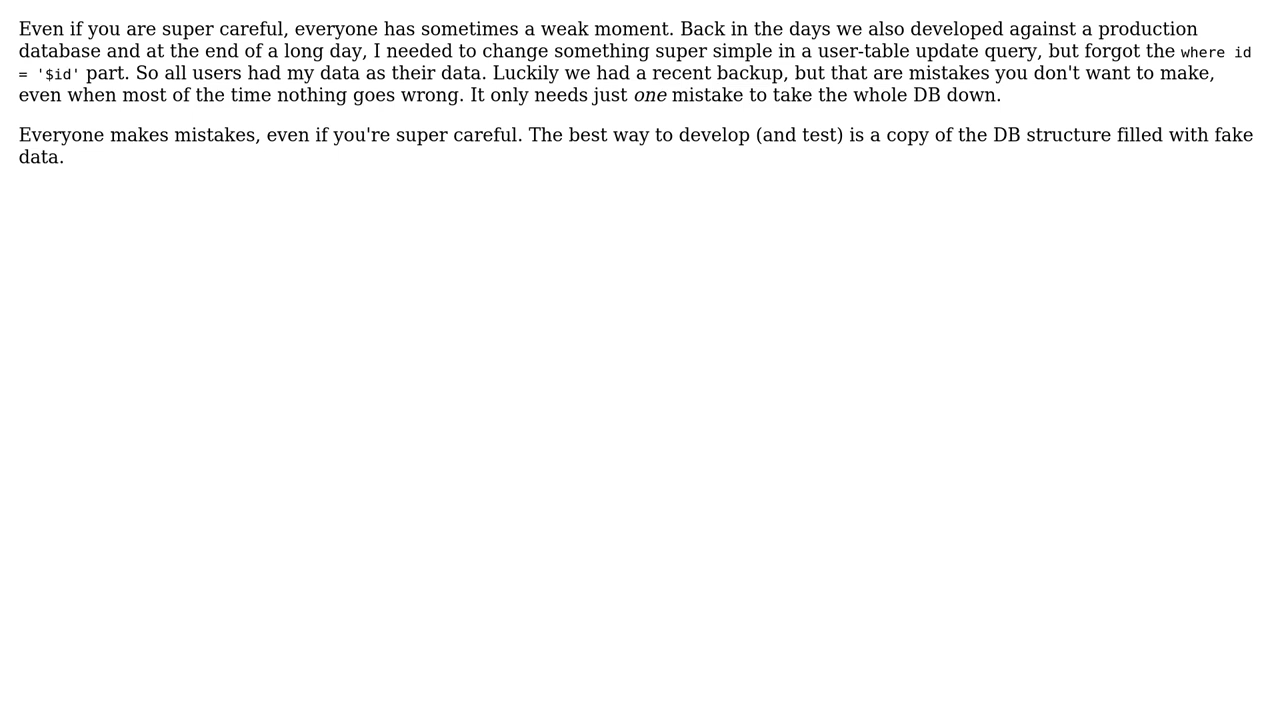 Even if you are super careful, everyone has sometimes a weak moment. Back in the days we also developed against a production
database and at the end of a long day, I needed to change something super simple in a user-table update query, but forgot the where id
= '$id' part. So all users had my data as their data. Luckily we had a recent backup, but that are mistakes you don't want to make,
even when most of the time nothing goes wrong. It only needs just one mistake to take the whole DB down.
Everyone makes mistakes, even if you're super careful. The best way to develop (and test) is a copy of the DB structure filled with fake
data.